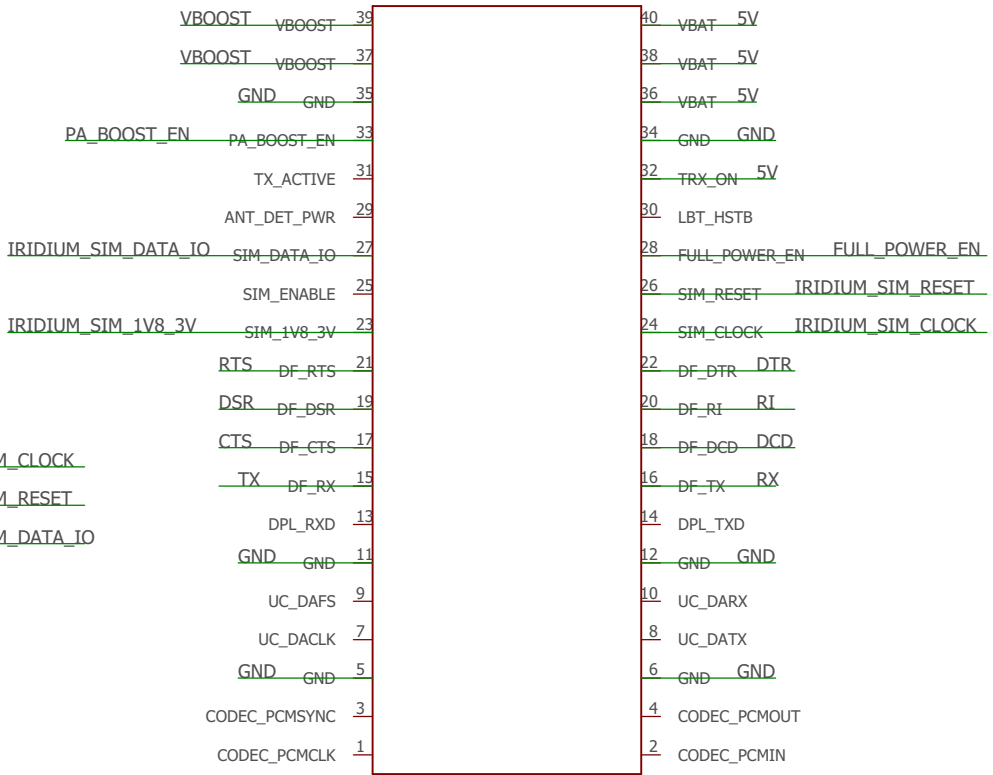 VBOOST VBOOST 39 40 VBAT 5V
VBOOST VBOOST 37 38 VBAT 5V
GND GND 35 36 VBAT 5V
PA_BOOST_EN PA_BOOST_EN 33 34 GND GND
TX_ACTIVE 31 32 TRX_ON 5V
ANT_DET_PWR 29 30 LBT_HSTB
IRIDIUM_SIM_DATA_IO SIM_DATA_IO 27 28 FULL_POWER_EN FULL_POWER_EN
SIM_ENABLE 25 26 SIM_RESET IRIDIUM_SIM_RESET
IRIDIUM_SIM_1V8_3V SIM_1V8_3V 23 24 SIM_CLOCK IRIDIUM_SIM_CLOCK
RTS DF_RTS 21 22 DF_DTR DTR
DSR DF_DSR 19 20 DF_RI RI
CTS DF_CTS 17 18 DF_DCD DCD
M_CLOCK
TX DF_RX 15 16 DF_TX RX
M_RESET
DPL_RXD 13 14 DPL_TXD
M_DATA_IO
GND GND 11 12 GND GND
UC_DAFS 9 10 UC_DARX
UC_DACLK 7 8 UC_DATX
GND GND 5 6 GND GND
CODEC_PCMSYNC 3 4 CODEC_PCMOUT
CODEC_PCMCLK 1 2 CODEC_PCMIN